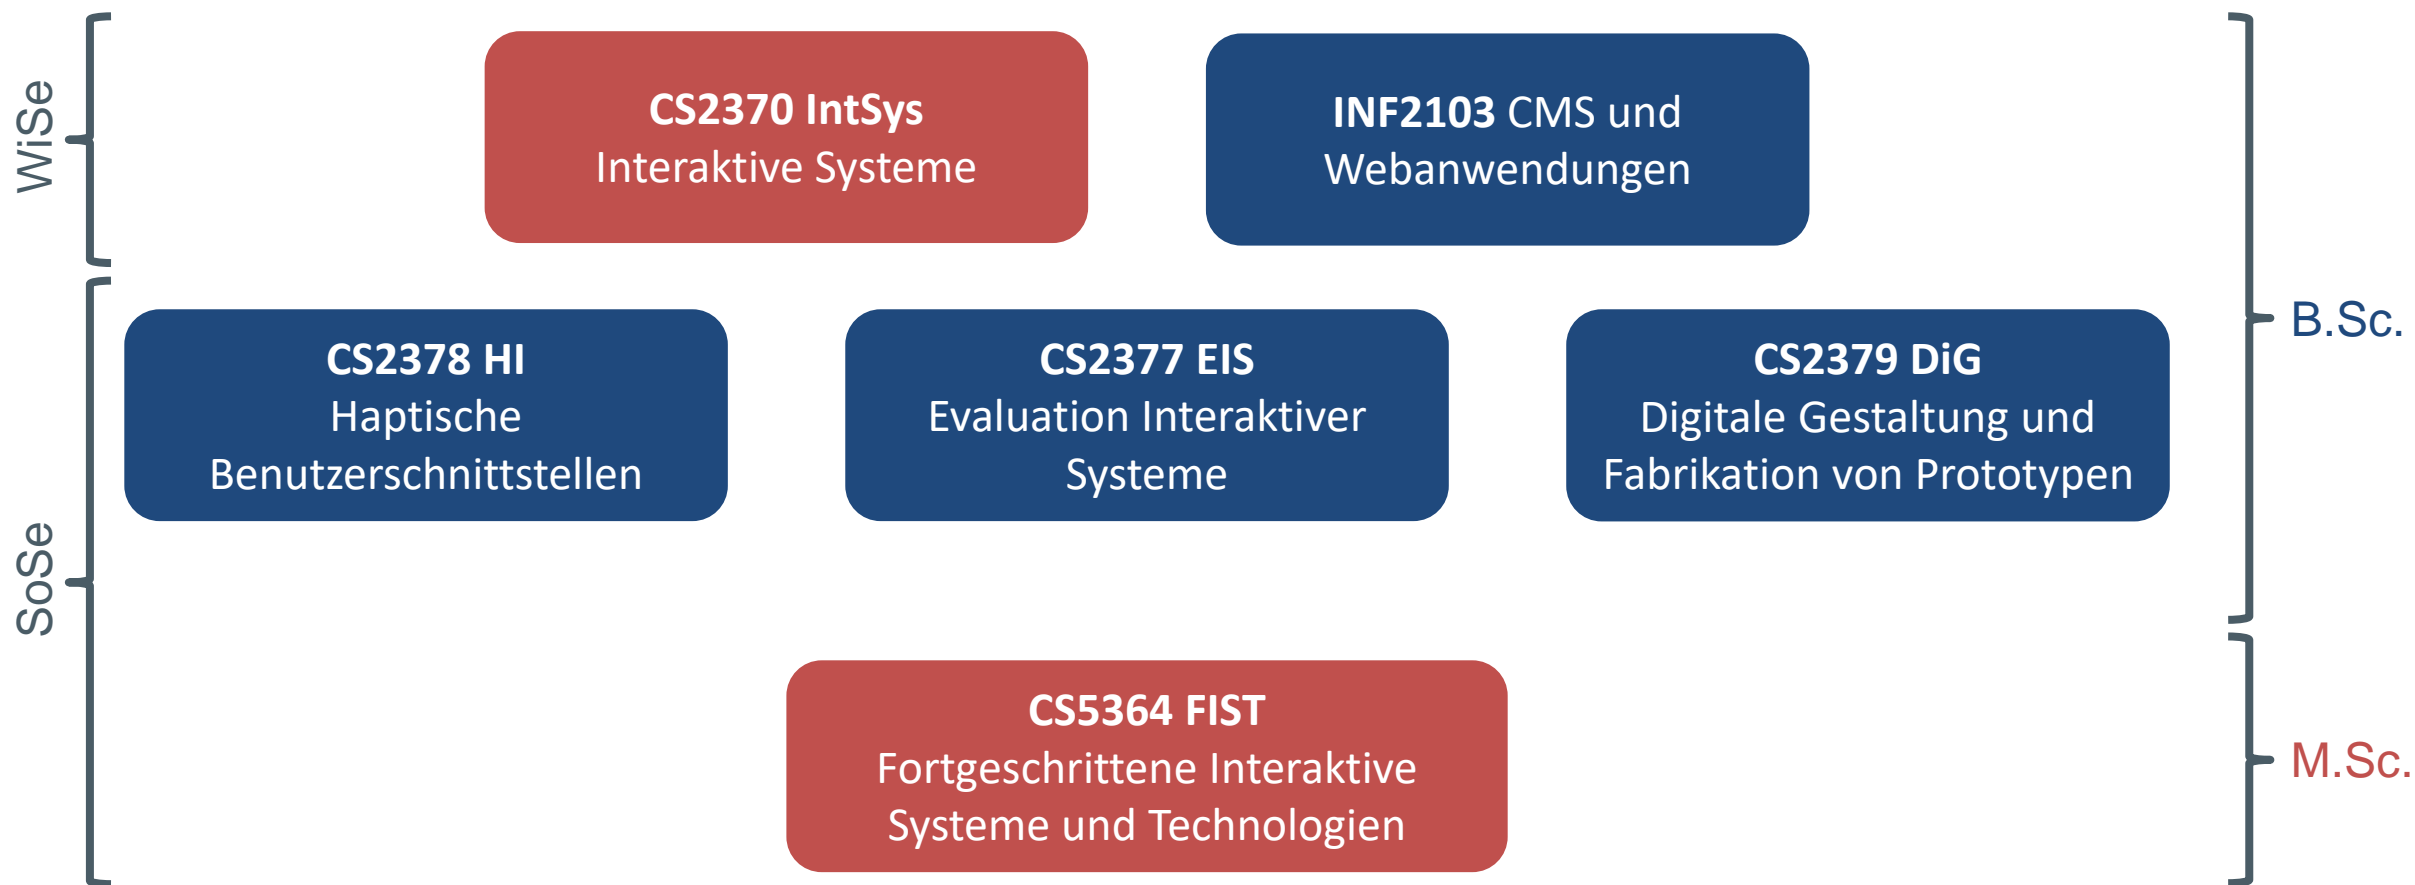 WiSe
CS2370 IntSys
Interaktive Systeme
INF2103 CMS und
Webanwendungen
SoSe
CS2378 HI
Haptische
Benutzerschnittstellen
CS2377 EIS
Evaluation Interaktiver
Systeme
CS2379 DiG
Digitale Gestaltung und
Fabrikation von Prototypen
B.Sc.
CS5364 FIST
Fortgeschrittene Interaktive
Systeme und Technologien
M.Sc.